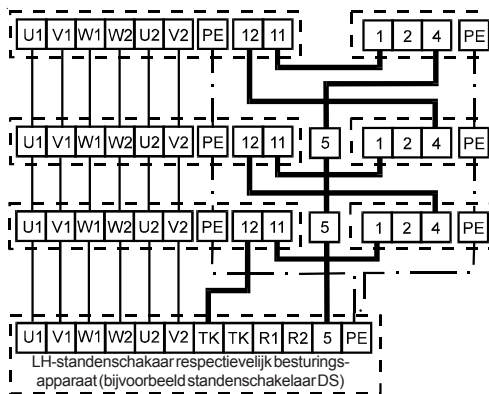 U1 V1 W1 W2 U2 V2 PE 12 11 1 2 4 PE
U1 V1 W1 W2 U2 V2 PE 12 11 5 1 2 4 PE
U1 V1 W1 W2 U2 V2 PE 12 11 5 1 2 4 PE
U1 V1 W1 W2 U2 V2 TK TK R1 R2 5 PE
LH-standenschakaar respectievelijk besturings-
apparaat (bijvoorbeeld standenschakelaar DS)